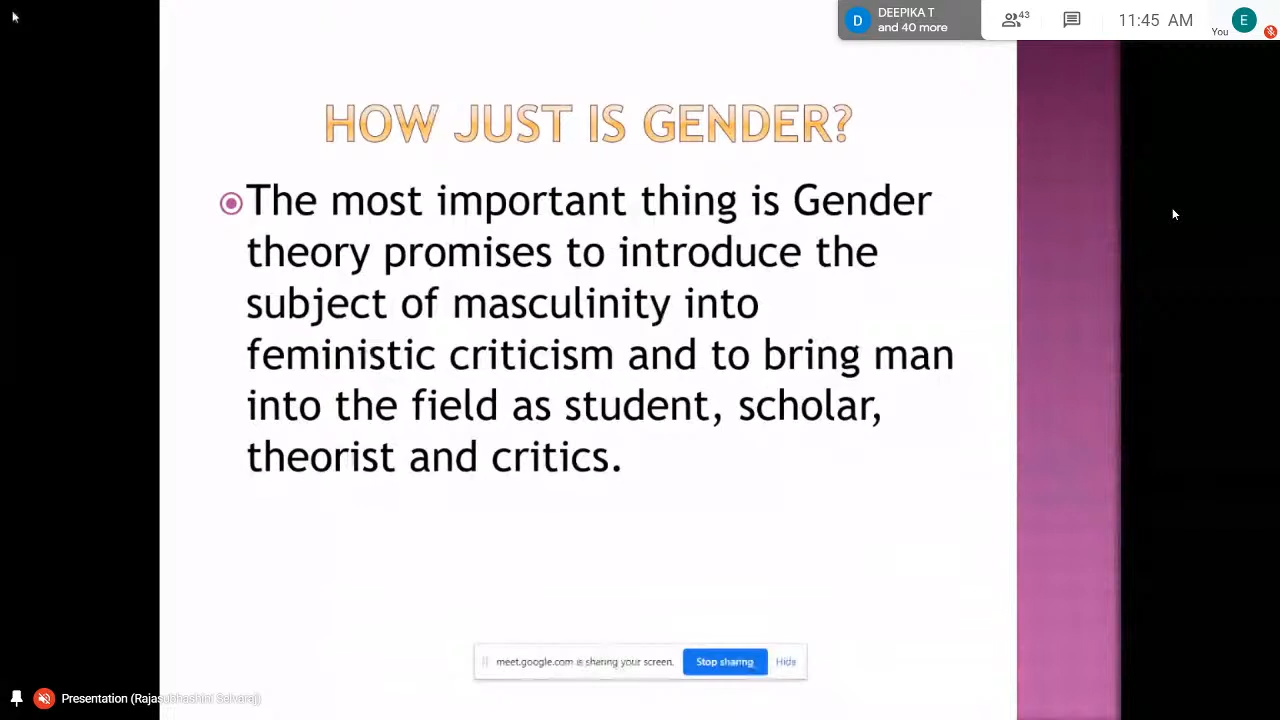 DEEPIKA T
and 40 more
D
43
11:45 AM
You
E
HOW JUST IS GENDER?
The most important thing is Gender
theory promises to introduce the
subject of masculinity into
feministic criticism and to bring man
into the field as student, scholar,
theorist and critics.
meet.google.com is sharing your screen.
Stop sharing
Hide
Presentation (Rajasubhashini Selvaraj)